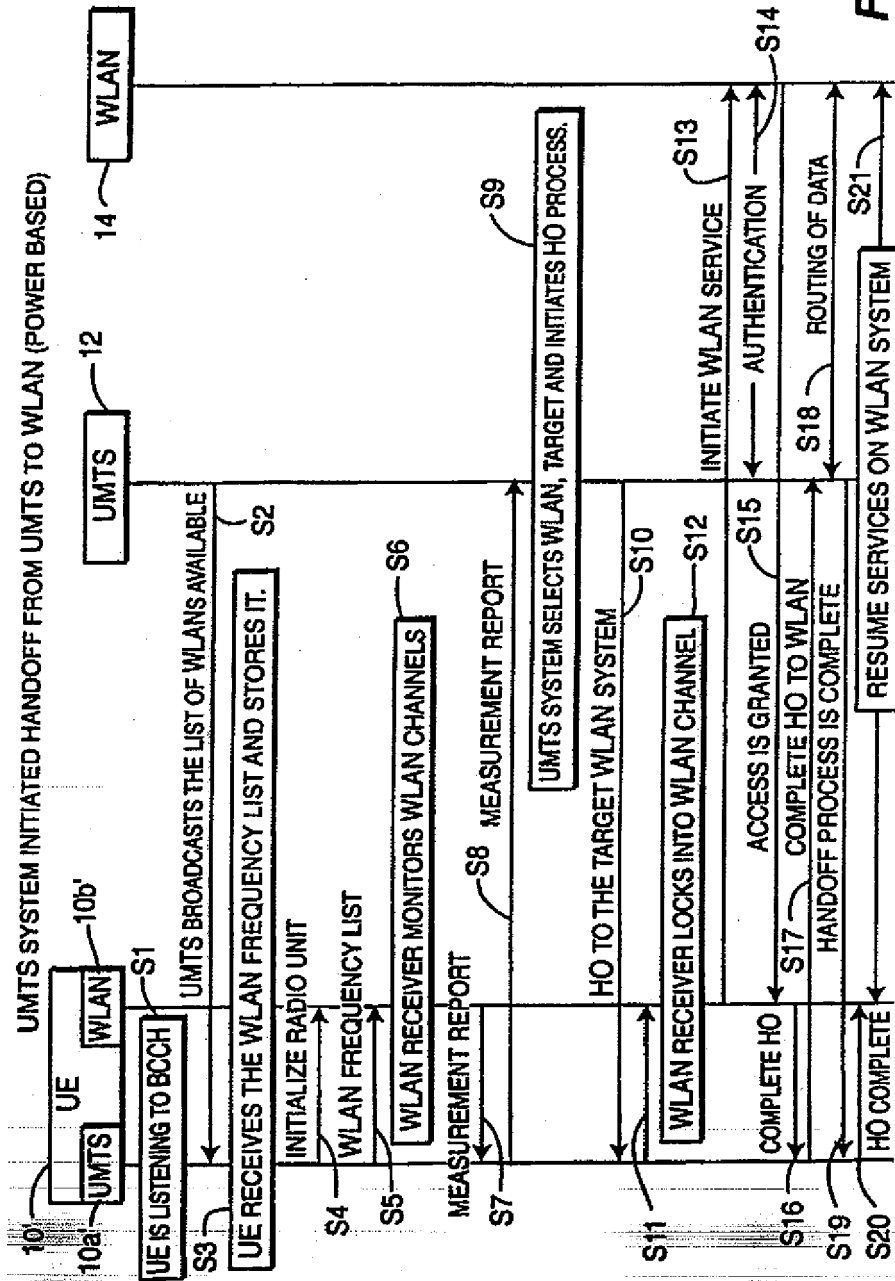 UMTS SYSTEM INITIATED HANDOFF FROM UMTS TO WLAN (POWER BASED)
10'
UE
UMTS
WLAN
10a'
10b'
UMTS
12
WLAN
14
UE IS LISTENING TO BCCH
S1
UMTS BROADCASTS THE LIST OF WLANS AVAILABLE
S2
S3
UE RECEIVES THE WLAN FREQUENCY LIST AND STORES IT.
INITIALIZE RADIO UNIT
S4
WLAN FREQUENCY LIST
S5
WLAN RECEIVER MONITORS WLAN CHANNELS
S6
MEASUREMENT REPORT
S7
S8
MEASUREMENT REPORT
UMTS SYSTEM SELECTS WLAN, TARGET AND INITIATES HO PROCESS.
S9
HO TO THE TARGET WLAN SYSTEM
S10
S11
WLAN RECEIVER LOCKS INTO WLAN CHANNEL
S12
INITIATE WLAN SERVICE
S13
AUTHENTICATION
S14
ACCESS IS GRANTED
S15
COMPLETE HO
S16
S17
COMPLETE HO TO WLAN
S18
ROUTING OF DATA
HANDOFF PROCESS IS COMPLETE
S19
HO COMPLETE
S20
RESUME SERVICES ON WLAN SYSTEM
S21